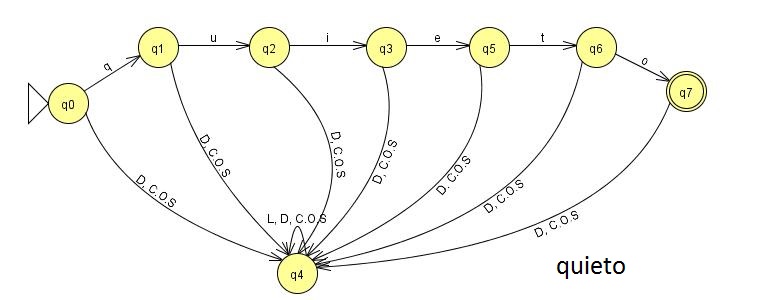 q1 u q2 i q3 e q5 t q6 o q7
q
q0
D, C.O.S D, C.O.S D, C.O.S D, C.O.S D. C.O.S D, C.O.S D, C.O.S
L, D, C.O.S
q4
quieto